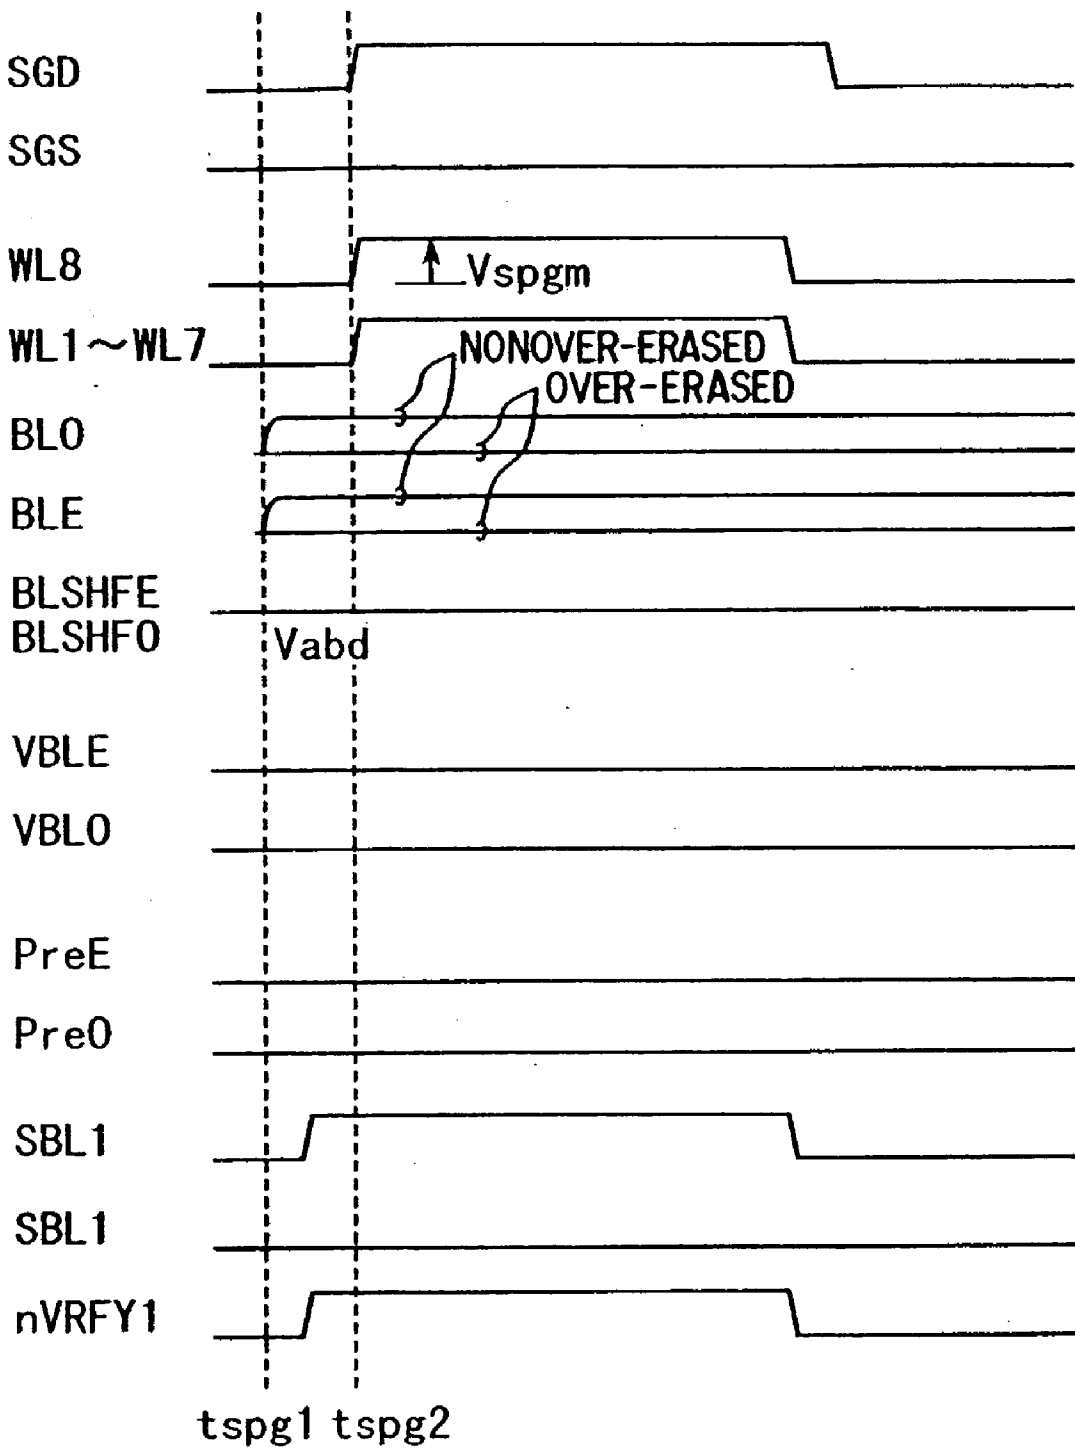 SGD
SGS
WL8
Vspgm
WL1～WL7
NONOVER-ERASED
OVER-ERASED
BLO
BLE
BLSHFE
BLSHFO
Vabd
VBLE
VBLO
PreE
PreO
SBL1
SBL1
nVRFY1
tspg1 tspg2